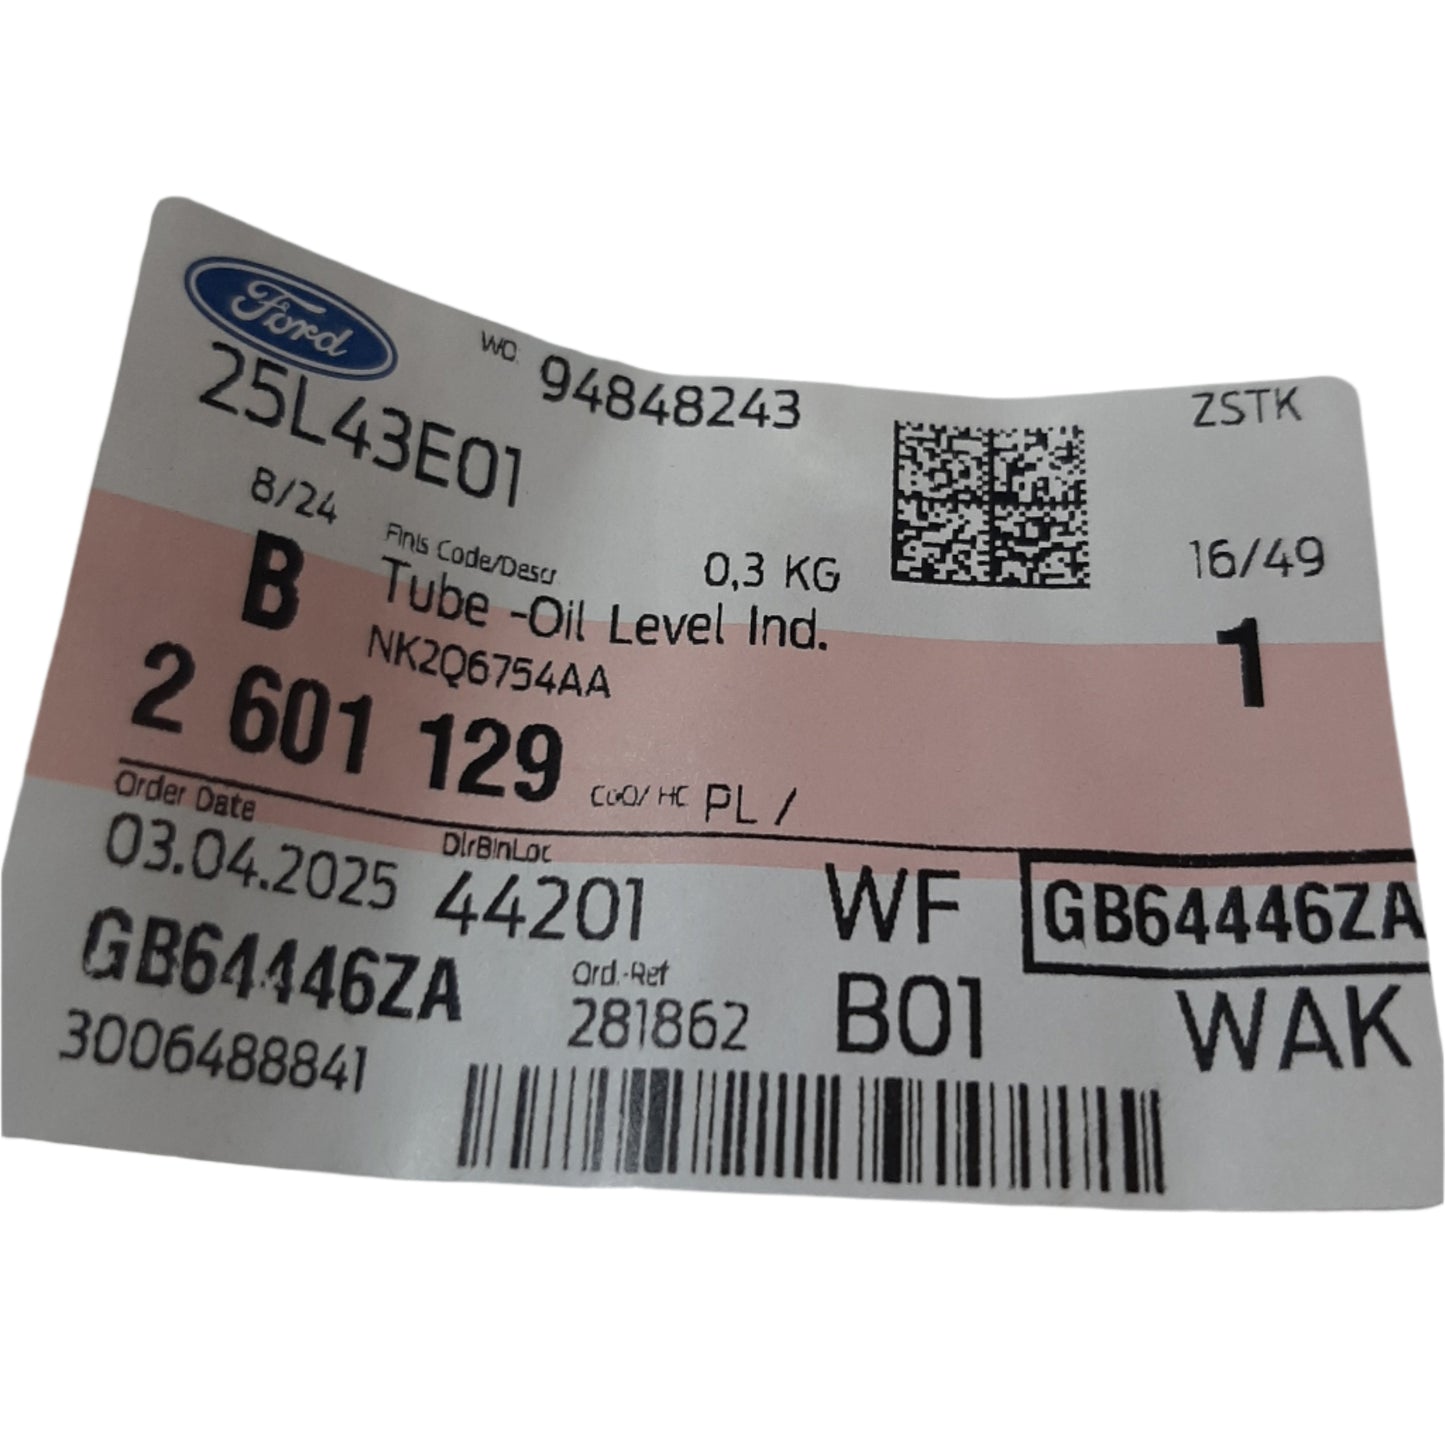 Ford
WO: 94848243
ZSTK
25L43E01
8/24
Finis Code/Descr
0,3 KG
16/49
B
Tube -Oil Level Ind.
1
NK2Q6754AA
2 601 129
CoO/ HC PL /
Order Date
03.04.2025
DlrBinLoc
44201
WF
GB64446ZA
GB64446ZA
Ord.-Ref
281862
B01
WAK
3006488841